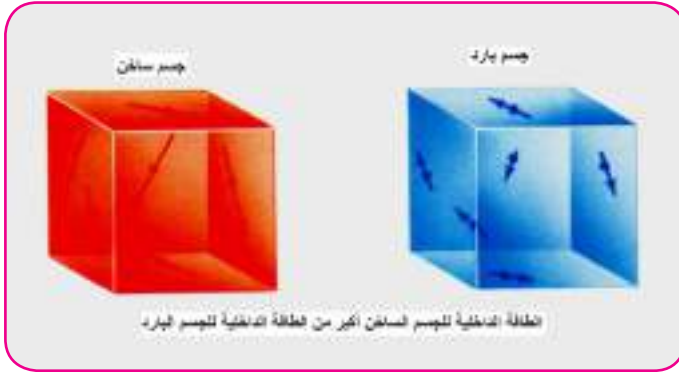 جسم بارد
جسم ساخن
الطاقة الداخلية للجسم الساخن أكبر من الطاقة الداخلية للجسم البارد